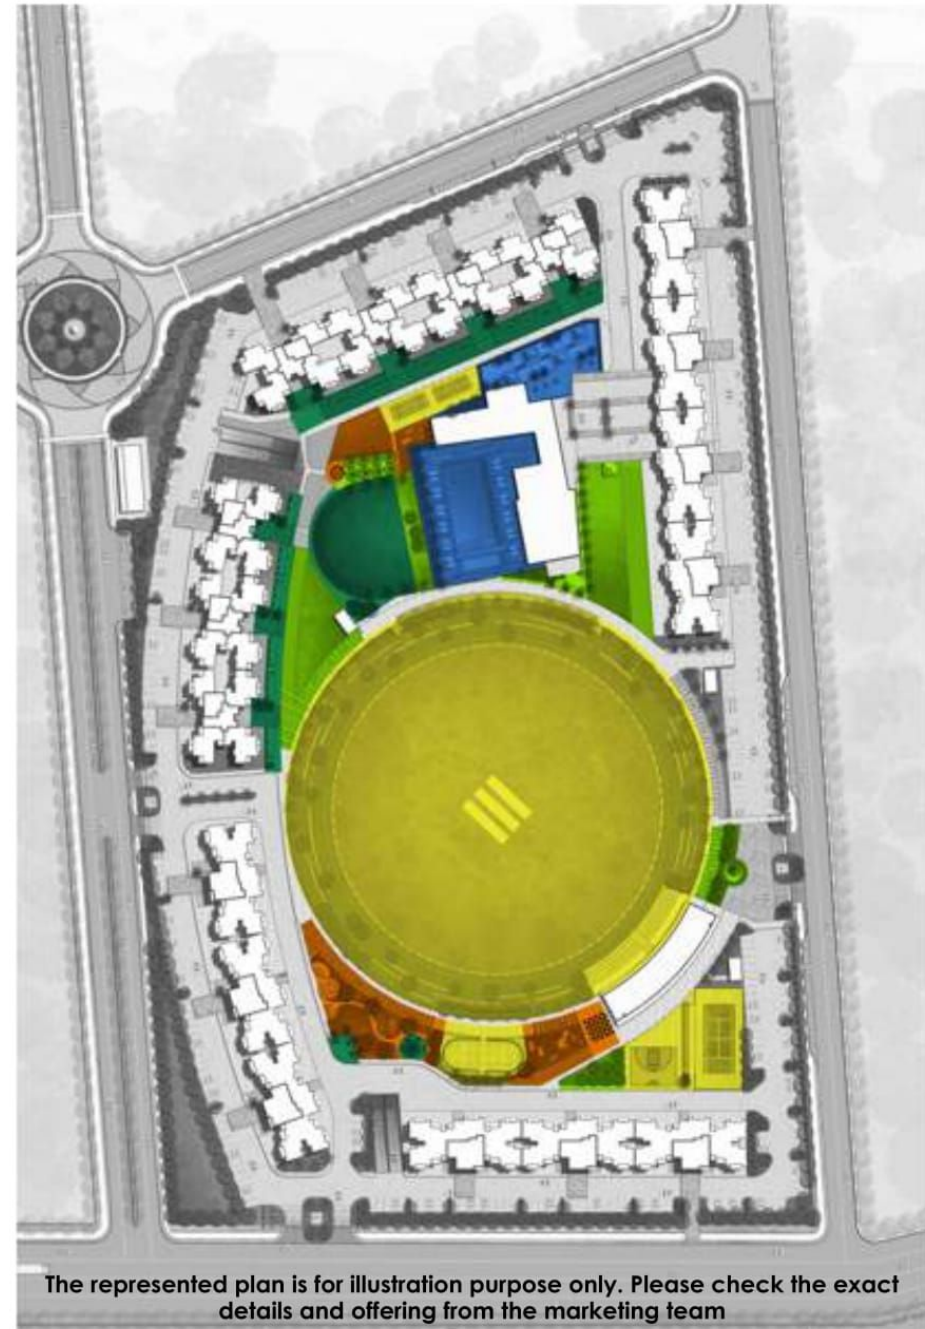 The represented plan is for illustration purpose only. Please check the exact
details and offering from the marketing team